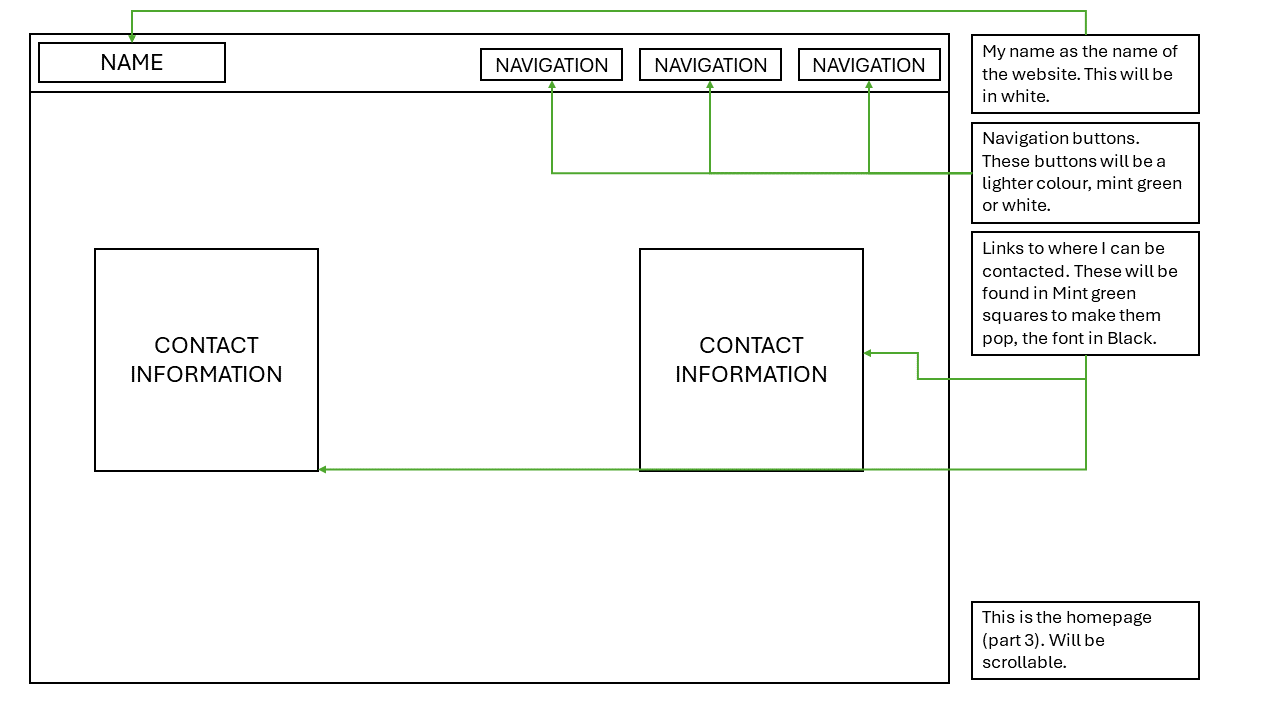 NAME
NAVIGATION
NAVIGATION
NAVIGATION
My name as the name of
the website. This will be
in white.
Navigation buttons.
These buttons will be a
lighter colour, mint green
or white.
Links to where I can be
contacted. These will be
found in Mint green
squares to make them
pop, the font in Black.
CONTACT
INFORMATION
CONTACT
INFORMATION
This is the homepage
(part 3). Will be
scrollable.